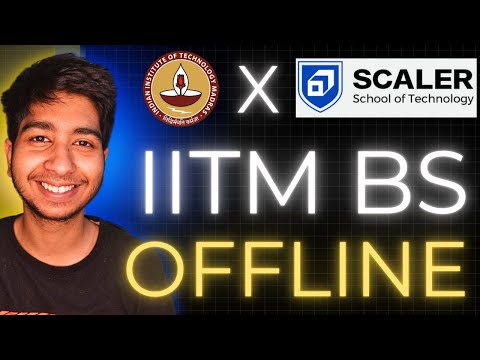 INDIAN INSTITUTE OF TECHNOLOGY MADRAS
X
SCALER
School of Technology
IITM BS
OFFLINE